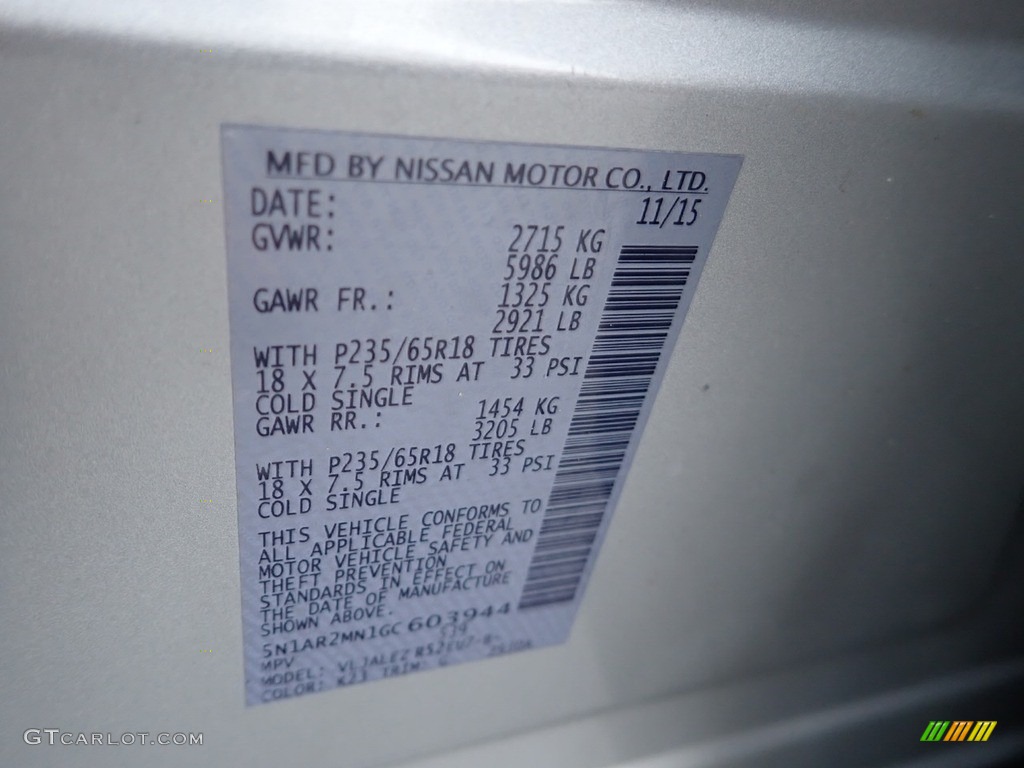 MFD BY NISSAN MOTOR CO., LTD.
DATE: 11/15
GVWR: 2715 KG
5986 LB
GAWR FR.: 1325 KG
2921 LB
WITH P235/65R18 TIRES
18 X 7.5 RIMS AT 33 PSI
COLD SINGLE
GAWR RR.: 1454 KG
3205 LB
WITH P235/65R18 TIRES
18 X 7.5 RIMS AT 33 PSI
COLD SINGLE
THIS VEHICLE CONFORMS TO
ALL APPLICABLE FEDERAL
MOTOR VEHICLE SAFETY AND
THEFT PREVENTION
STANDARDS IN EFFECT ON
THE DATE OF MANUFACTURE
SHOWN ABOVE.
5N1AR2MN1GC603944
MPV
MODEL:
COLOR: K23 TRIM: G
GTCARLOT.COM